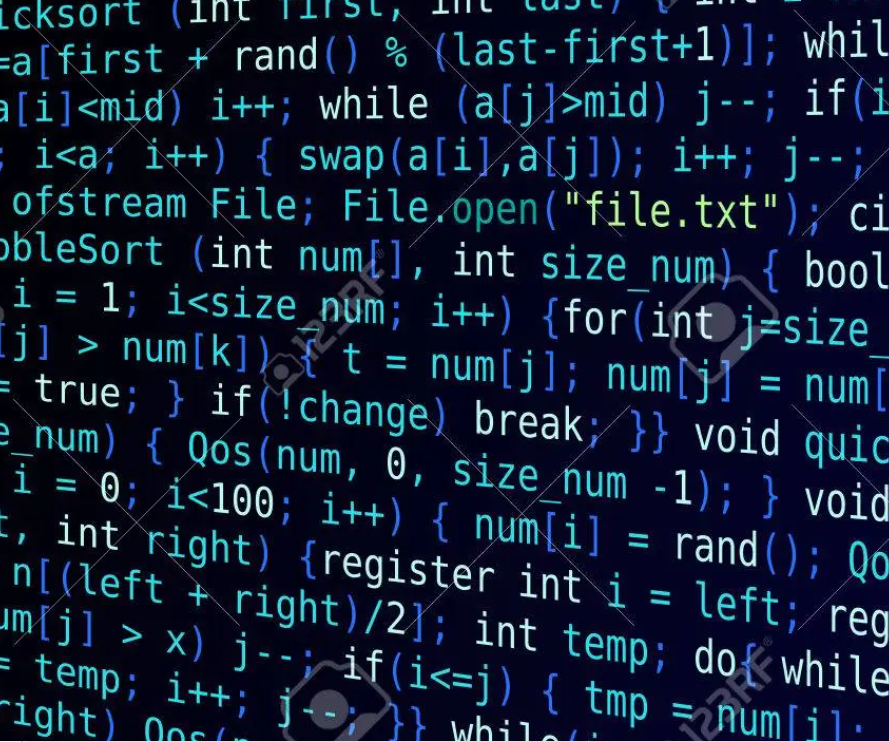 icksort (int first, int last) { int
=a[first + rand() % (last-first+1)]; whil
a[i]<mid) i++; while (a[j]>mid) j--; if(i
; i<a; i++) { swap(a[i],a[j]); i++; j--;
ofstream File; File.open("file.txt"); ci
obleSort (int num[], int size_num) { bool
i = 1; i<size_num; i++) {for(int j=size_
[j] > num[k]) { t = num[j]; num[j] = num[
= true; } if(!change) break; }} void quic
e_num) { Qos(num, 0, size_num -1); } void
i = 0; i<100; i++) { num[i] = rand(); Qo
t, int right) {register int i = left; reg
n[(left + right)/2]; int temp; do{ while
um[j] > x) j--; if(i<=j) { tmp = num[i];
= temp; i++; j--; }} while(i
right) Qos(n
123RF
123RF